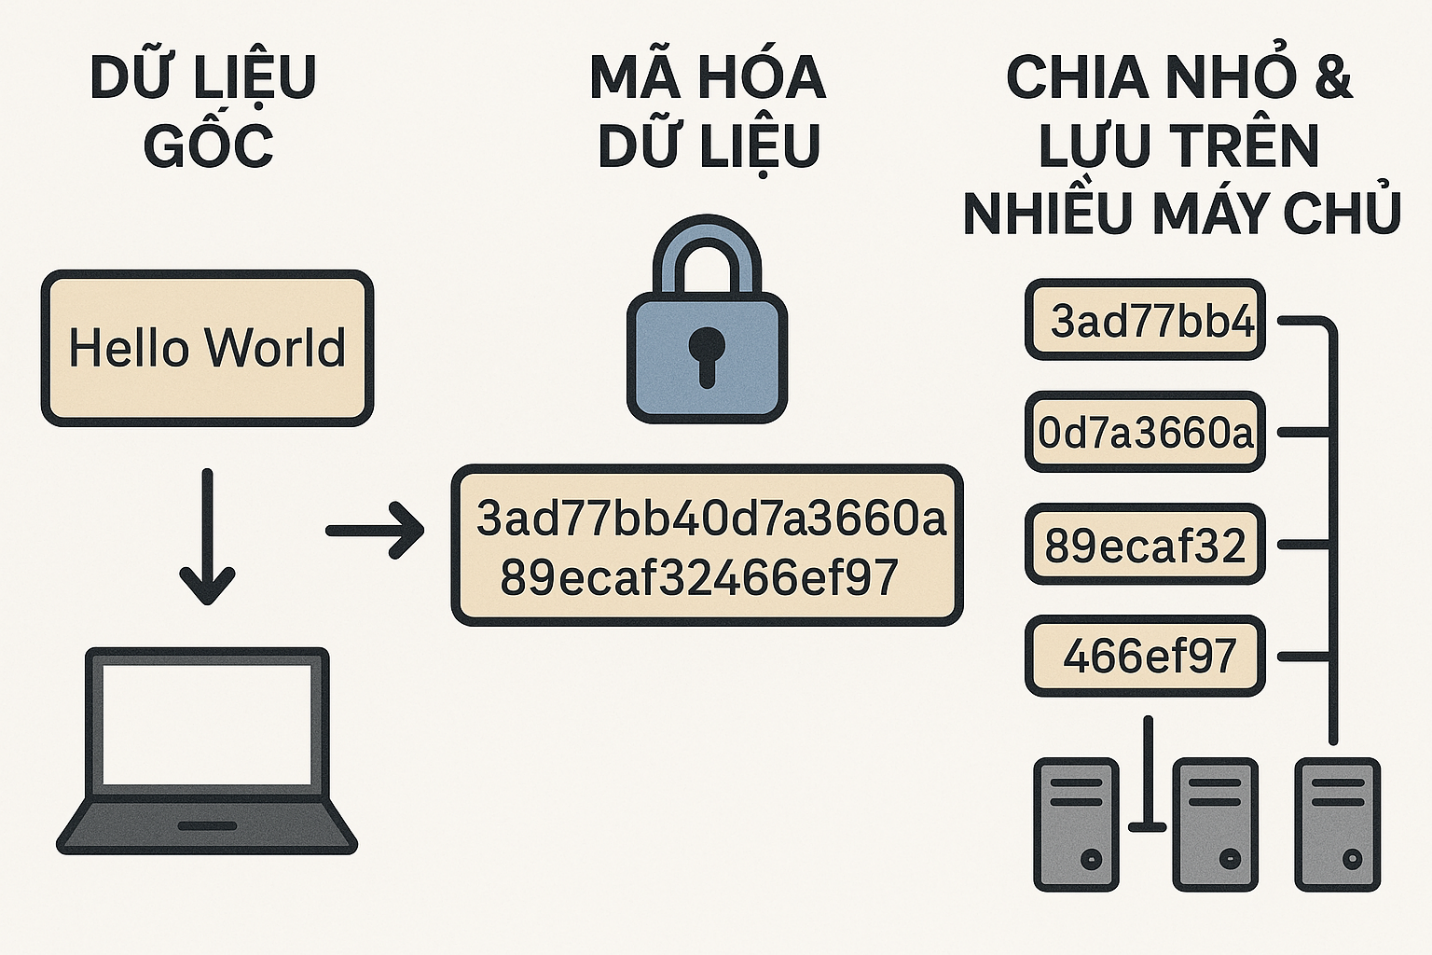 DỮ LIỆU
GỐC
Hello World
MÃ HÓA
DỮ LIỆU
3ad77bb40d7a3660a
89ecaf32466ef97
CHIA NHỎ &
LỰU TRÊN
NHIỀU MÁY CHỦ
3ad77bb4
0d7a3660a
89ecaf32
466ef97